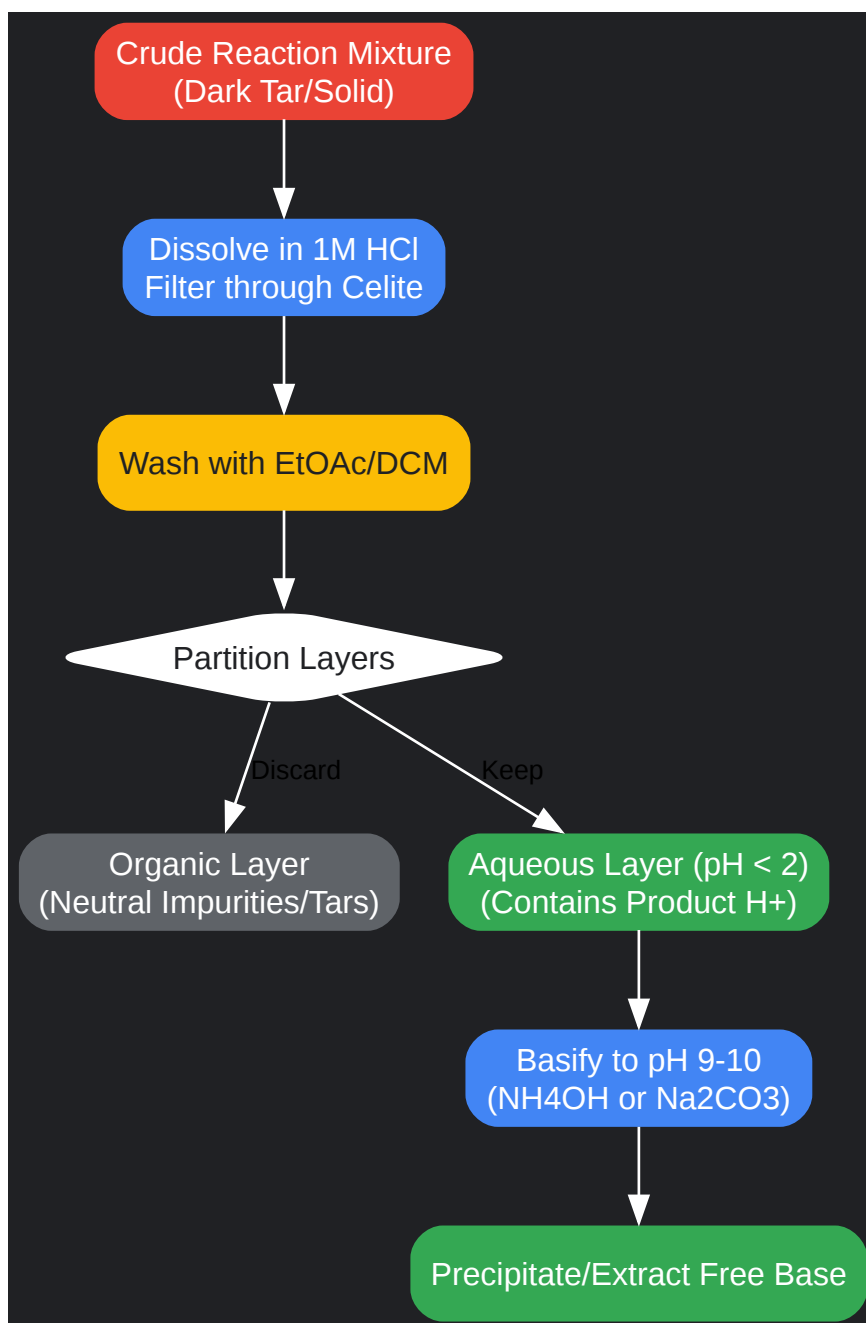 Crude Reaction Mixture
(Dark Tar/Solid)
Dissolve in 1M HCl
Filter through Celite
Wash with EtOAc/DCM
Partition Layers
Discard
Keep
Organic Layer
(Neutral Impurities/Tars)
Aqueous Layer (pH < 2)
(Contains Product H+)
Basify to pH 9-10
(NH4OH or Na2CO3)
Precipitate/Extract Free Base